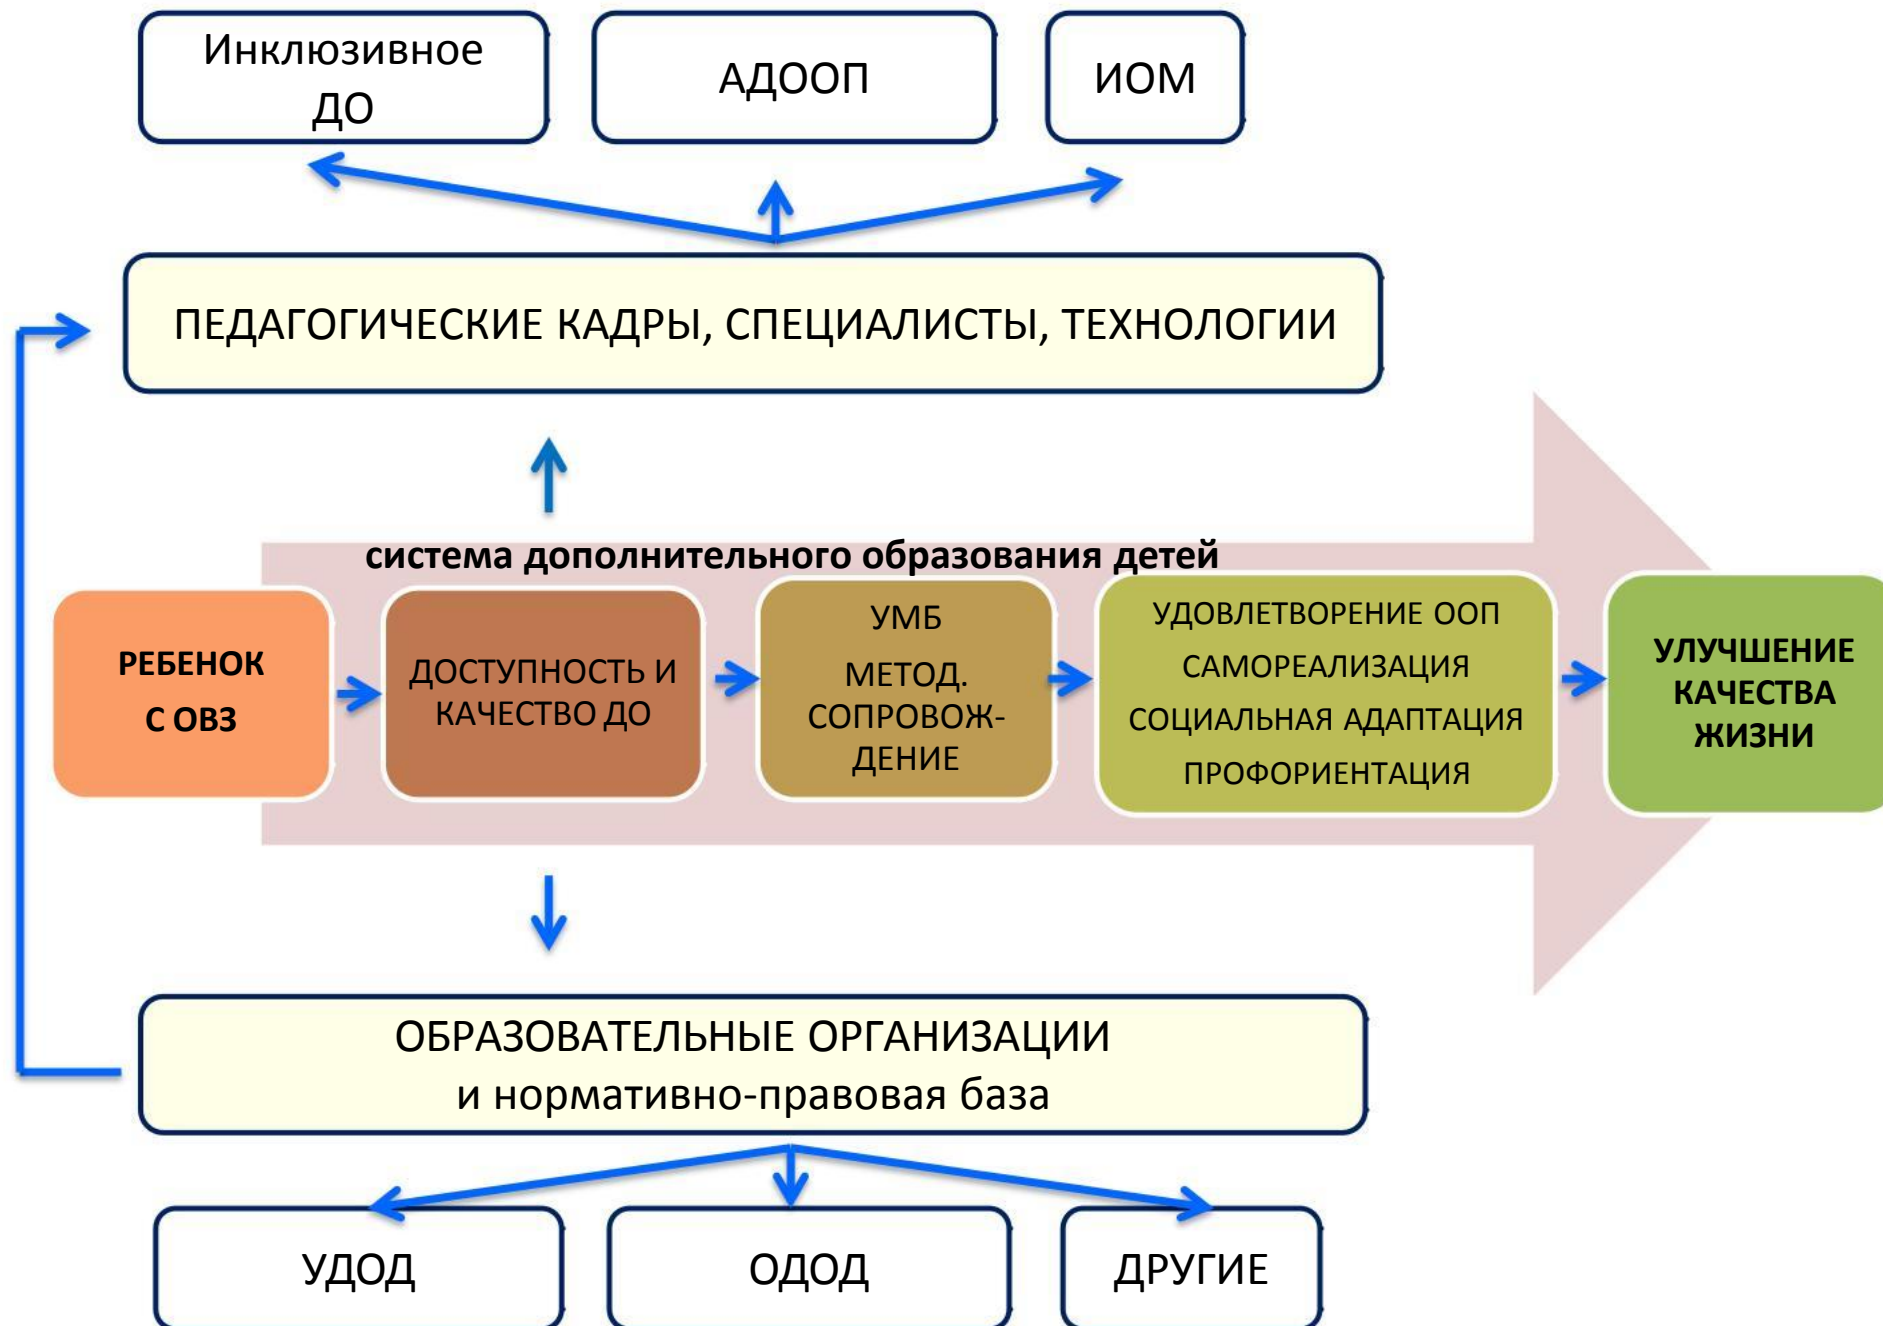 Инклюзивное
ДО
АДООП
ИОМ
ПЕДАГОГИЧЕСКИЕ КАДРЫ, СПЕЦИАЛИСТЫ, ТЕХНОЛОГИИ
система дополнительного образования детей
РЕБЕНОК
С ОВЗ
ДОСТУПНОСТЬ И
КАЧЕСТВО ДО
УМБ
МЕТОД.
СОПРОВОЖ-
ДЕНИЕ
УДОВЛЕТВОРЕНИЕ ООП
САМОРЕАЛИЗАЦИЯ
СОЦИАЛЬНАЯ АДАПТАЦИЯ
ПРОФОРИЕНТАЦИЯ
УЛУЧШЕНИЕ
КАЧЕСТВА
ЖИЗНИ
ОБРАЗОВАТЕЛЬНЫЕ ОРГАНИЗАЦИИ
и нормативно-правовая база
УДОД
ОДОД
ДРУГИЕ